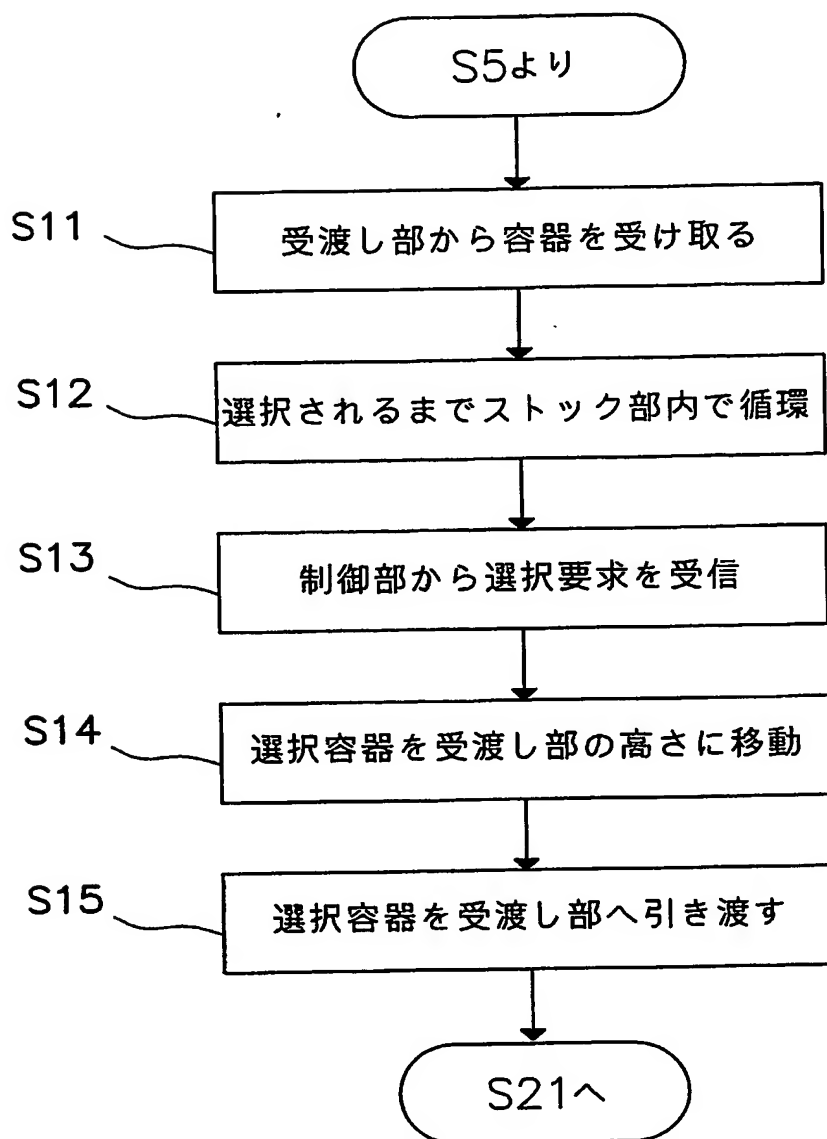 S5より
S11
受渡し部から容器を受け取る
S12
選択されるまでストック部内で循環
S13
制御部から選択要求を受信
S14
選択容器を受渡し部の高さに移動
S15
選択容器を受渡し部へ引き渡す
S21へ